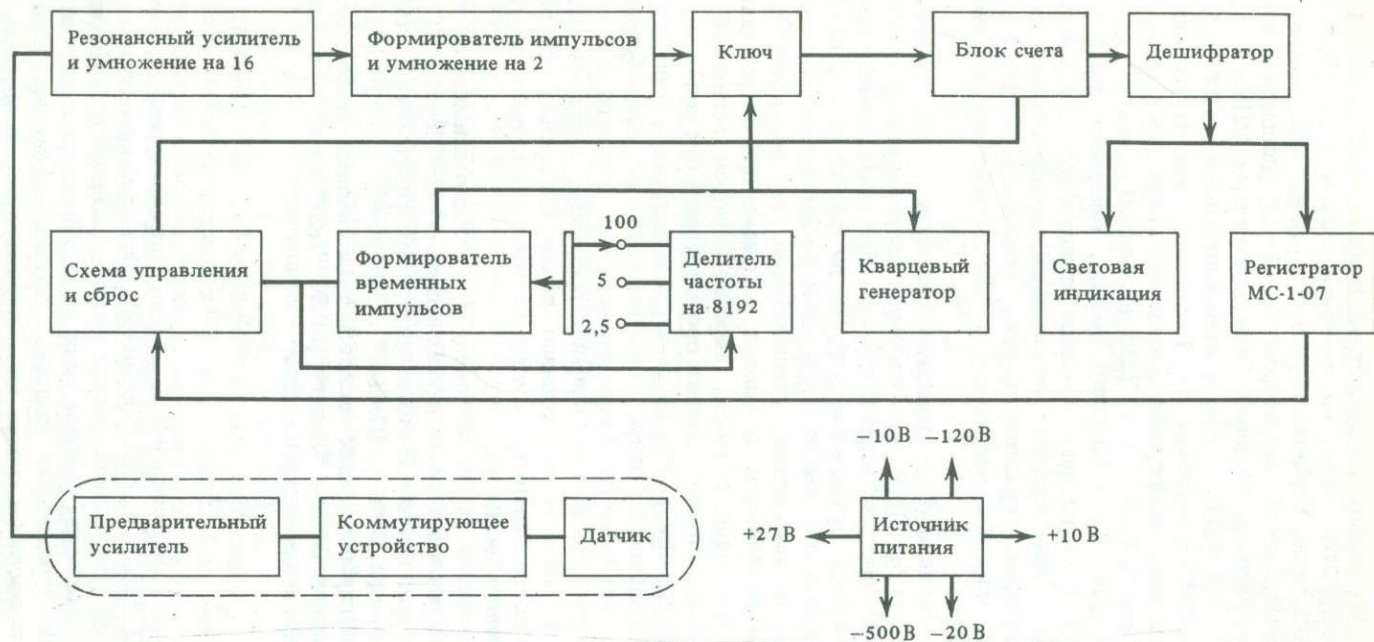 Резонансный усилитель
и умножение на 16
Формирователь импульсов
и умножение на 2
Ключ
Блок счета
Дешифратор
Схема управления
и сброс
Формирователь
временных
импульсов
100
5
2,5
Делитель
частоты
на 8192
Кварцевый
генератор
Световая
индикация
Регистратор
МС-1-07
Предварительный
усилитель
Коммутирующее
устройство
Датчик
−10 В
−120 В
+27 В
Источник
питания
+10 В
−500 В
−20 В